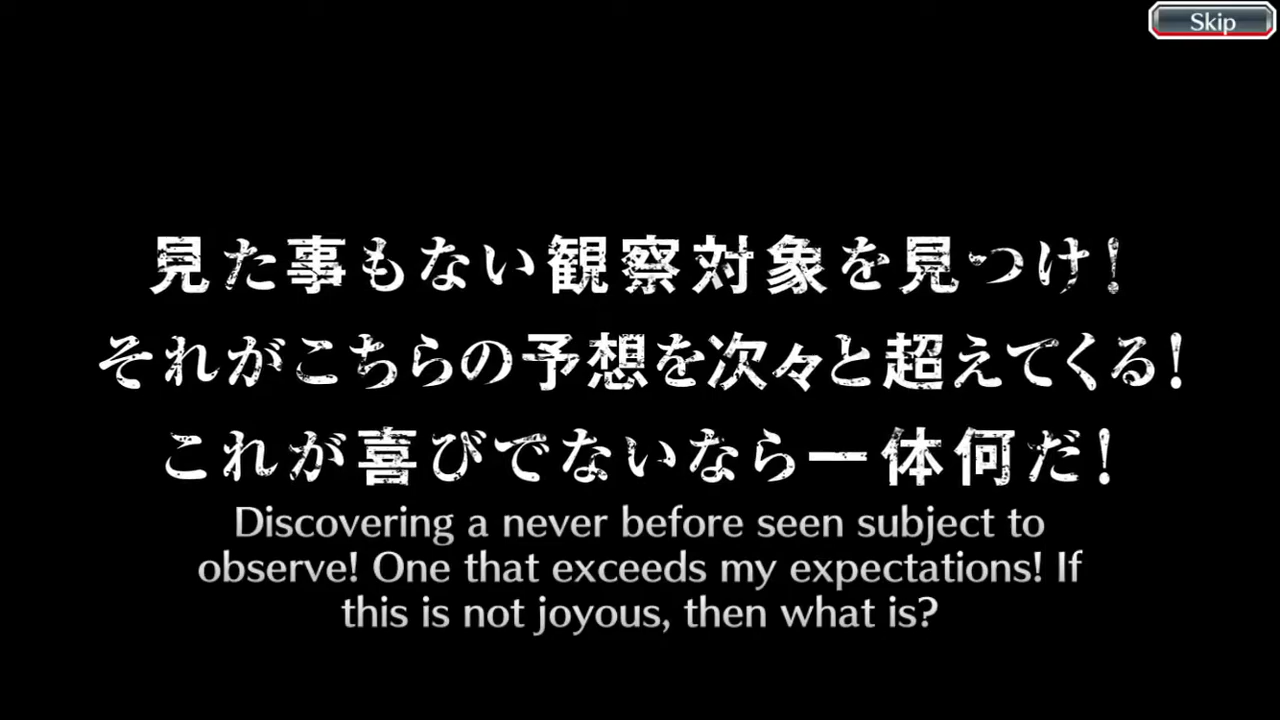 Skip
見た事もない観察対象を見つけ！
それがこちらの予想を次々と超えてくる！
これが喜びでないなら一体何だ！
Discovering a never before seen subject to
observe! One that exceeds my expectations! If
this is not joyous, then what is?